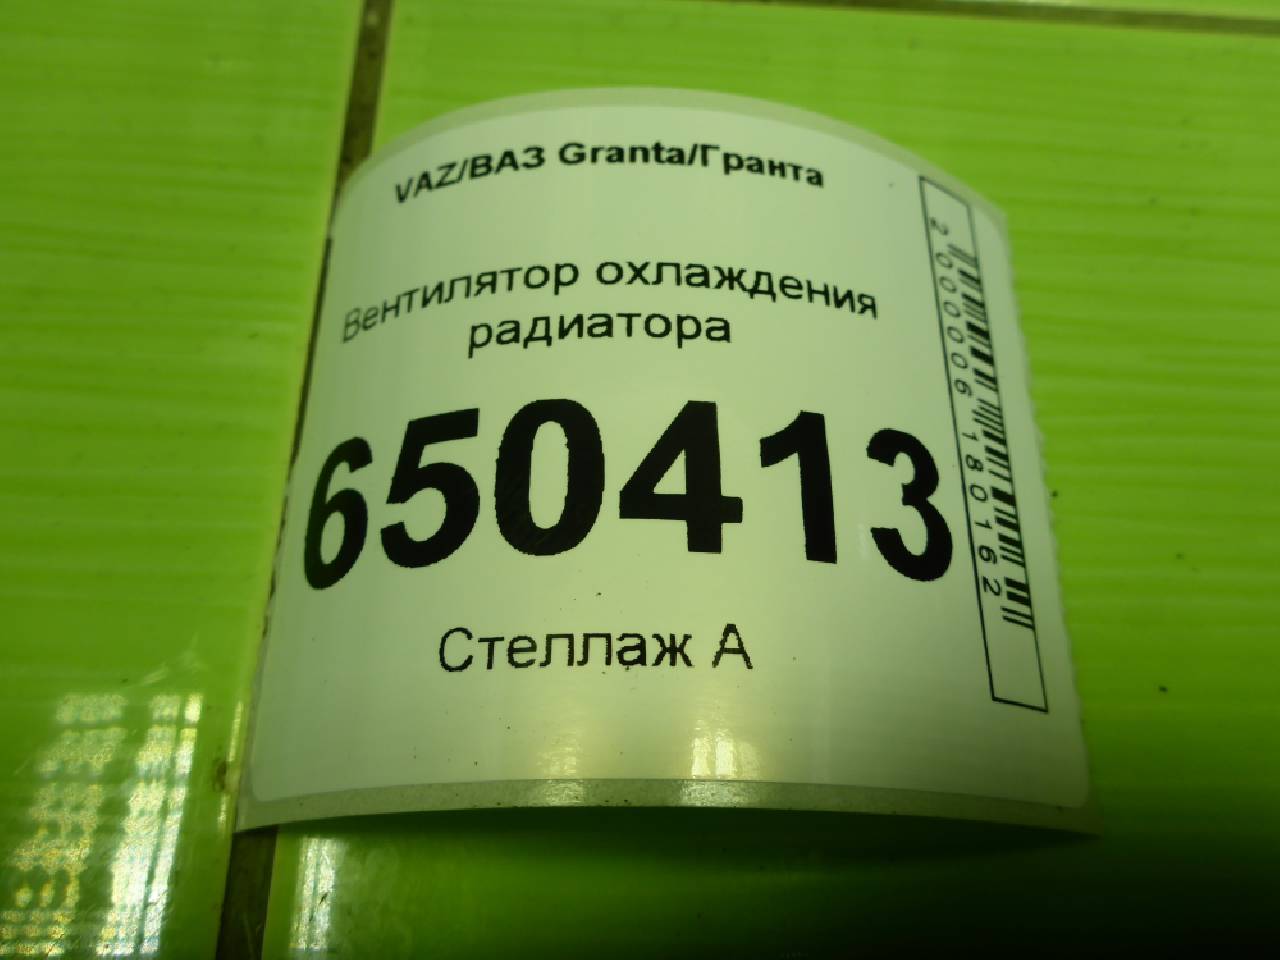 VAZ/ВАЗ Granta/Гранта
Вентилятор охлаждения
радиатора
650413
Стеллаж А
2000006180162